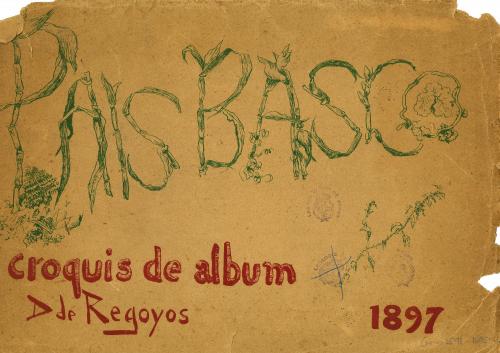 PAIS BASCO
croquis de album
D de Regoyos
1897